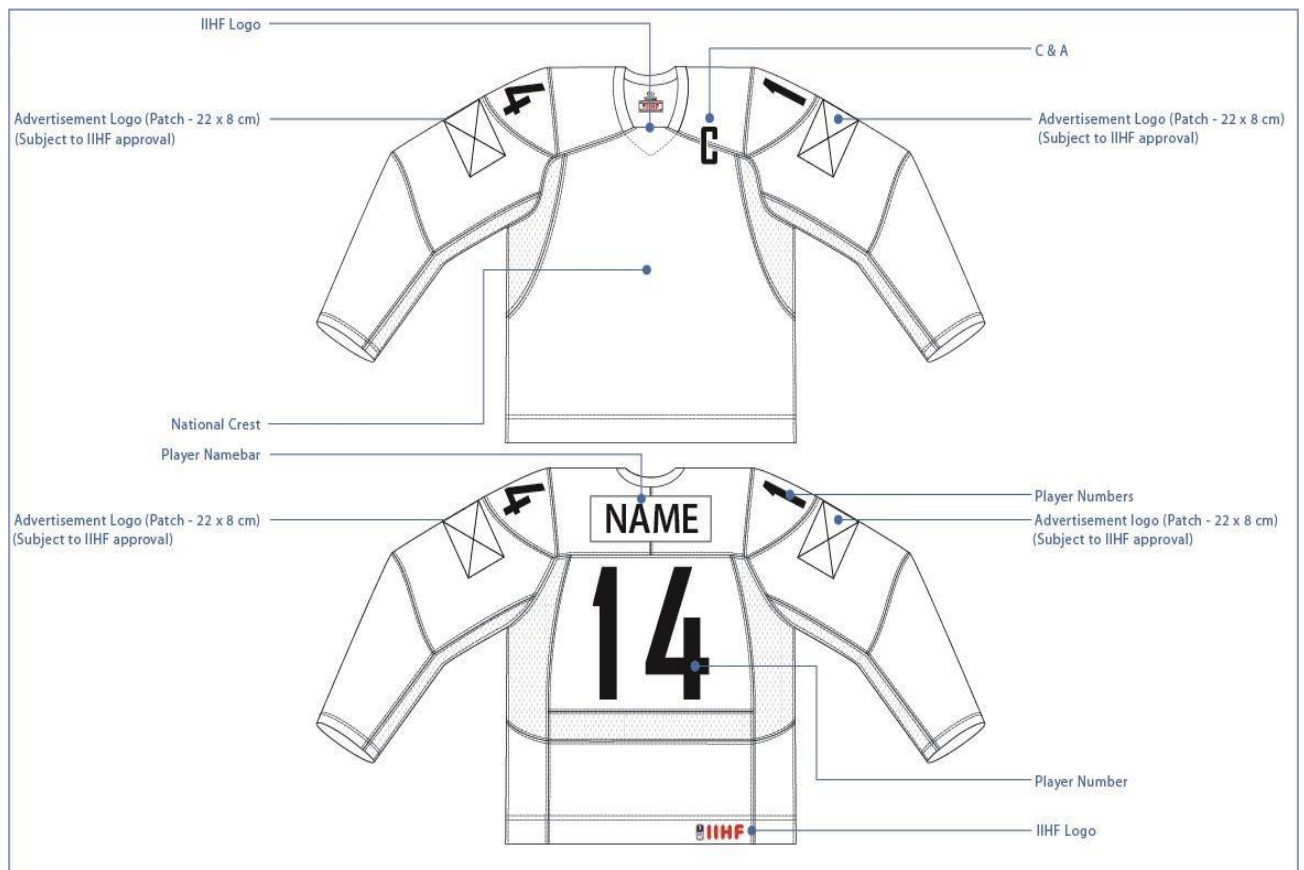 IIHF Logo
C & A
4
1
Advertisement Logo (Patch - 22 x 8 cm)
(Subject to IIHF approval)
Advertisement Logo (Patch - 22 x 8 cm)
(Subject to IIHF approval)
C
National Crest
Player Namebar
4
1
Player Numbers
NAME
Advertisement Logo (Patch - 22 x 8 cm)
(Subject to IIHF approval)
Advertisement logo (Patch - 22 x 8 cm)
(Subject to IIHF approval)
14
Player Number
IIHF
IIHF Logo